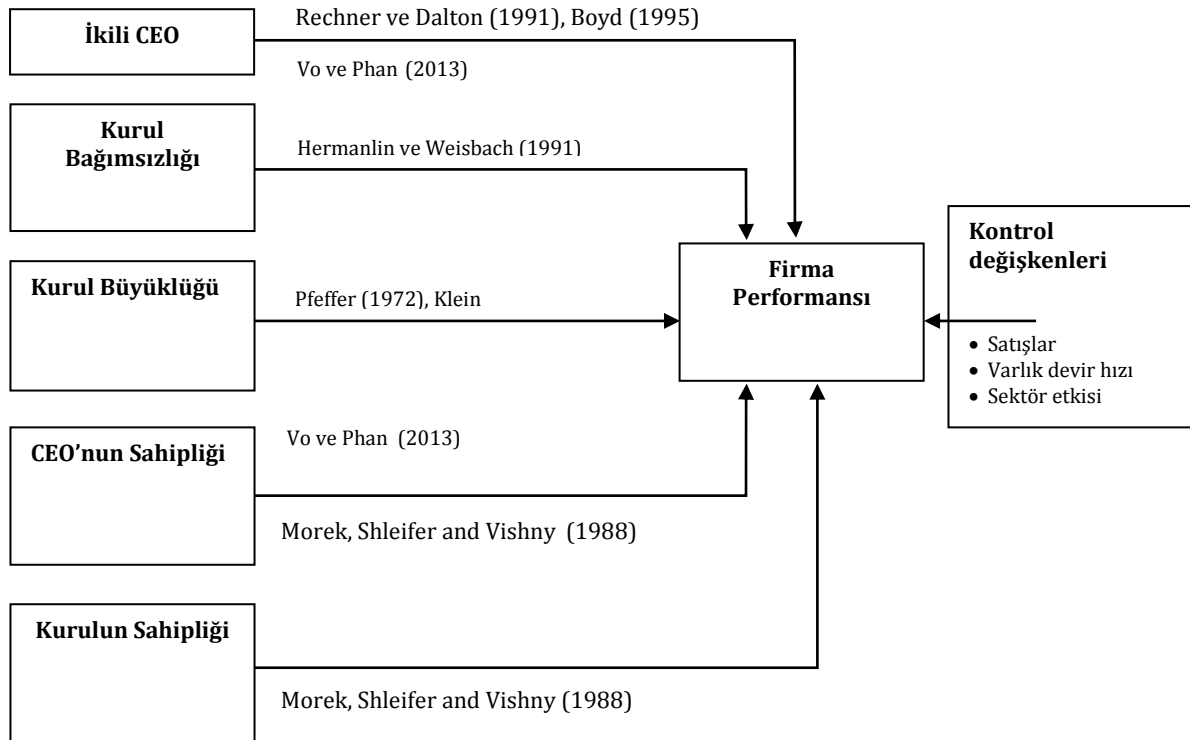 İkili CEO
Rechner ve Dalton (1991), Boyd (1995)
Vo ve Phan (2013)
Kurul
Bağımsızlığı
Hermanlin ve Weisbach (1991)
Kurul Büyüklüğü
Pfeffer (1972), Klein
Firma
Performansı
Kontrol
değişkenleri
• Satışlar
• Varlık devir hızı
• Sektör etkisi
CEO’nun Sahipliği
Vo ve Phan (2013)
Morek, Shleifer and Vishny (1988)
Kurulun Sahipliği
Morek, Shleifer and Vishny (1988)